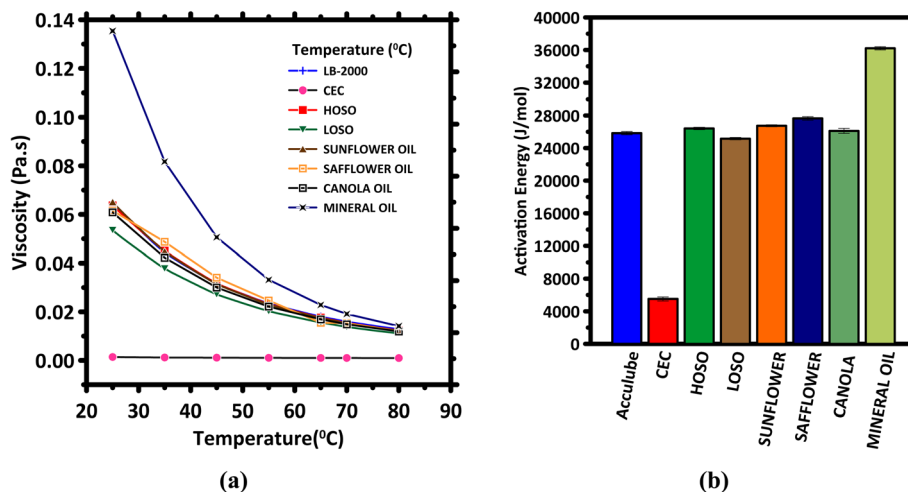 0.14
0.12
0.10
0.08
0.06
0.04
0.02
0.00
Viscosity (Pa.s)
20 30 40 50 60 70 80 90
Temperature(⁰C)
Temperature (⁰C)
LB-2000
CEC
HOSO
LOSO
SUNFLOWER OIL
SAFFLOWER OIL
CANOLA OIL
MINERAL OIL
(a)
40000
36000
32000
28000
24000
20000
16000
12000
8000
4000
0
Activation Energy (J/mol)
Acculube
CEC
HOSO
LOSO
SUNFLOWER
SAFFLOWER
CANOLA
MINERAL OIL
(b)